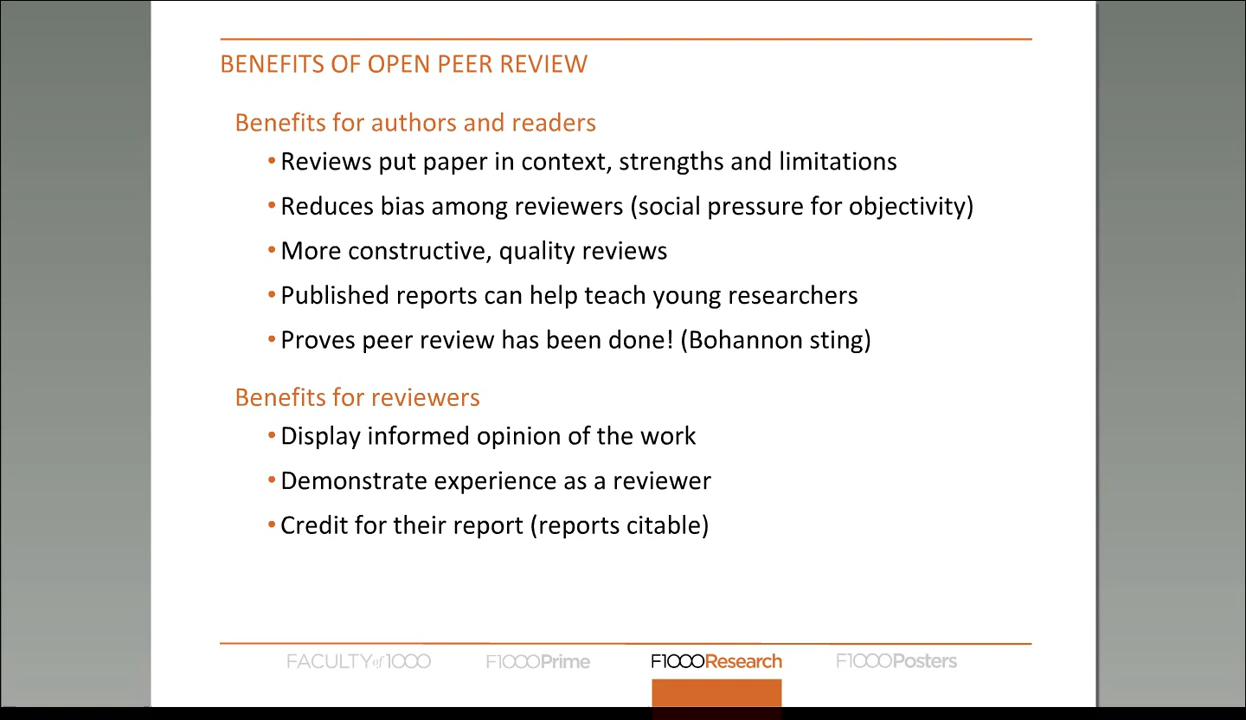 BENEFITS OF OPEN PEER REVIEW
Benefits for authors and readers
•Reviews put paper in context, strengths and limitations
•Reduces bias among reviewers (social pressure for objectivity)
•More constructive, quality reviews
•Published reports can help teach young researchers
•Proves peer review has been done! (Bohannon sting)
Benefits for reviewers
•Display informed opinion of the work
•Demonstrate experience as a reviewer
•Credit for their report (reports citable)
FACULTY of 1000 F1000Prime F1000Research F1000Posters